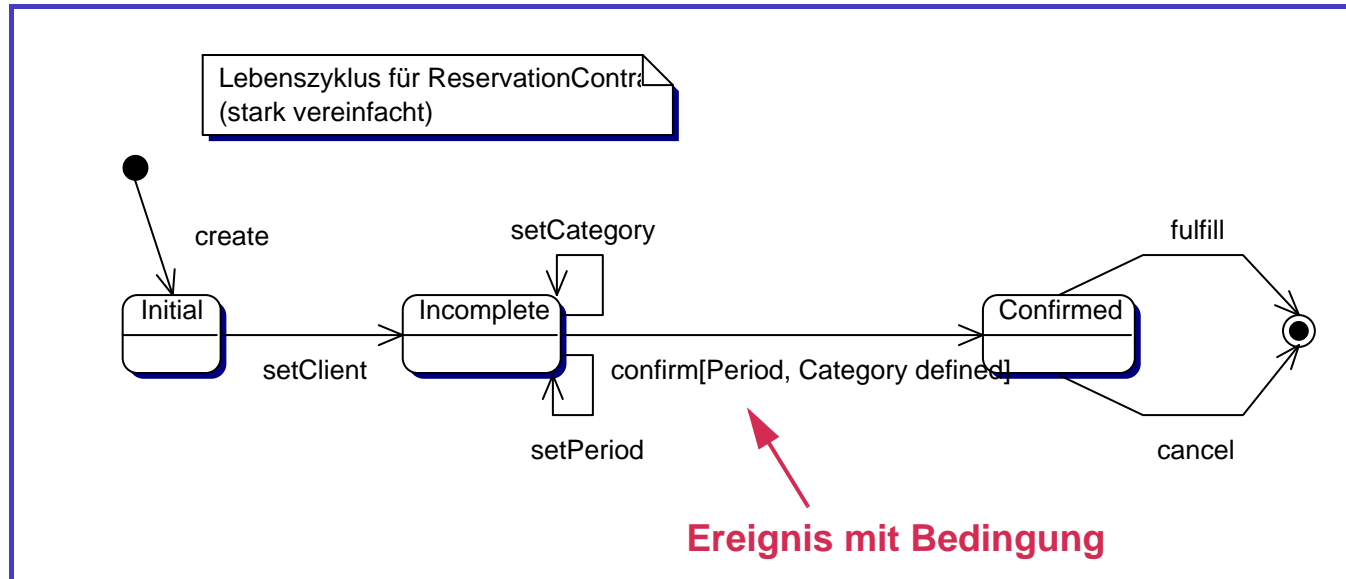 Lebenszyklus für ReservationContra
(stark vereinfacht)
create
setCategory
fulfill
Initial
Incomplete
Confirmed
setClient
confirm[Period, Category defined]
setPeriod
cancel
Ereignis mit Bedingung